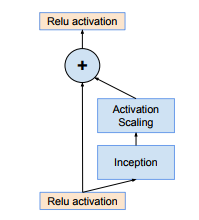 Relu activation
+
Activation
Scaling
Inception
Relu activation